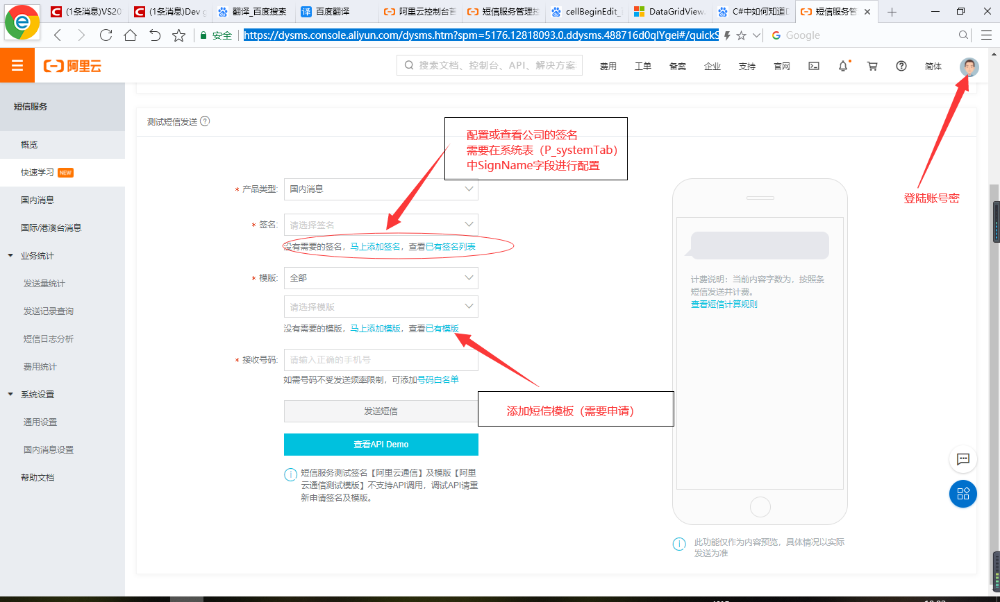 (1条消息)VS20
(1条消息)Dev g
翻译_百度搜索
译 百度翻译
阿里云控制台首
短信服务管理控
cellBeginEdit_
DataGridView.
C#中如何知道D
短信服务管
安全
https://dysms.console.aliyun.com/dysms.htm?spm=5176.12818093.0.ddysms.488716d0qlYgei#/quickS
Google
阿里云
搜索文档、控制台、API、解决方案
费用
工单
备案
企业
支持
官网
简体
短信服务
概览
快速学习 NEW
国内消息
国际/港澳台消息
业务统计
发送量统计
发送记录查询
短信日志分析
费用统计
系统设置
通用设置
国内消息设置
帮助文档
测试短信发送 ?
配置或查看公司的签名
需要在系统表（P_systemTab）
中SignName字段进行配置
登陆账号密
* 产品类型: 国内消息
* 签名: 请选择签名
没有需要的签名，马上添加签名，查看已有签名列表
* 模版: 全部
请选择模版
没有需要的模版，马上添加模版，查看已有模版
* 接收号码: 请输入正确的手机号
如需号码不受发送频率限制，可添加号码白名单
添加短信模板（需要申请）
发送短信
查看API Demo
短信服务测试签名【阿里云通信】及模版【阿里
云通信测试模版】不支持API调用，调试API请重
新申请签名及模版。
计费说明：当前内容字数为，按照条
短信发送并计费。
查看短信计算规则
此功能仅作为内容预览，具体情况以实际
发送为准